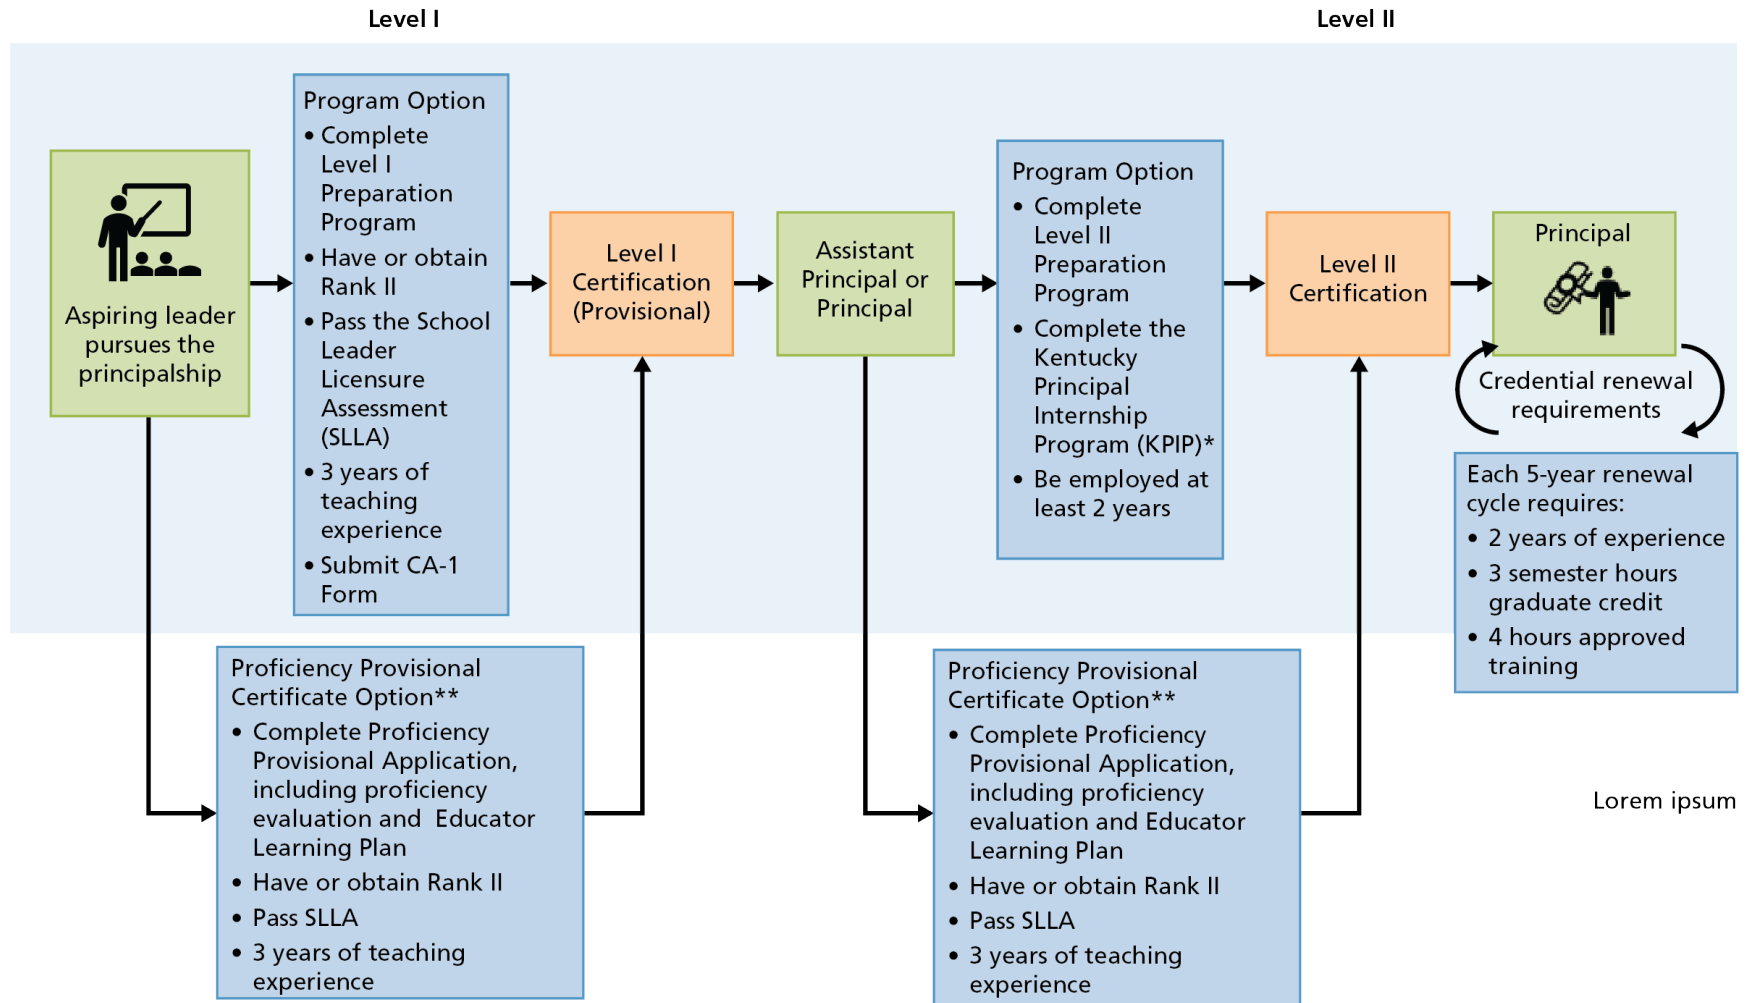 Level I
Level II
Aspiring leader
pursues the
principalship
Program Option
• Complete
Level I
Preparation
Program
• Have or obtain
Rank II
• Pass the School
Leader
Licensure
Assessment
(SLLA)
• 3 years of
teaching
experience
• Submit CA-1
Form
Level I
Certification
(Provisional)
Assistant
Principal or
Principal
Program Option
• Complete
Level II
Preparation
Program
• Complete the
Kentucky
Principal
Internship
Program (KPIP)*
• Be employed at
least 2 years
Level II
Certification
Principal
Credential renewal
requirements
Each 5-year renewal
cycle requires:
• 2 years of experience
• 3 semester hours
graduate credit
• 4 hours approved
training
Proficiency Provisional
Certificate Option**
• Complete Proficiency
Provisional Application,
including proficiency
evaluation and  Educator
Learning Plan
• Have or obtain Rank II
• Pass SLLA
• 3 years of teaching
experience
Proficiency Provisional
Certificate Option**
• Complete Proficiency
Provisional Application,
including proficiency
evaluation and Educator
Learning Plan
• Have or obtain Rank II
• Pass SLLA
• 3 years of teaching
experience
Lorem ipsum